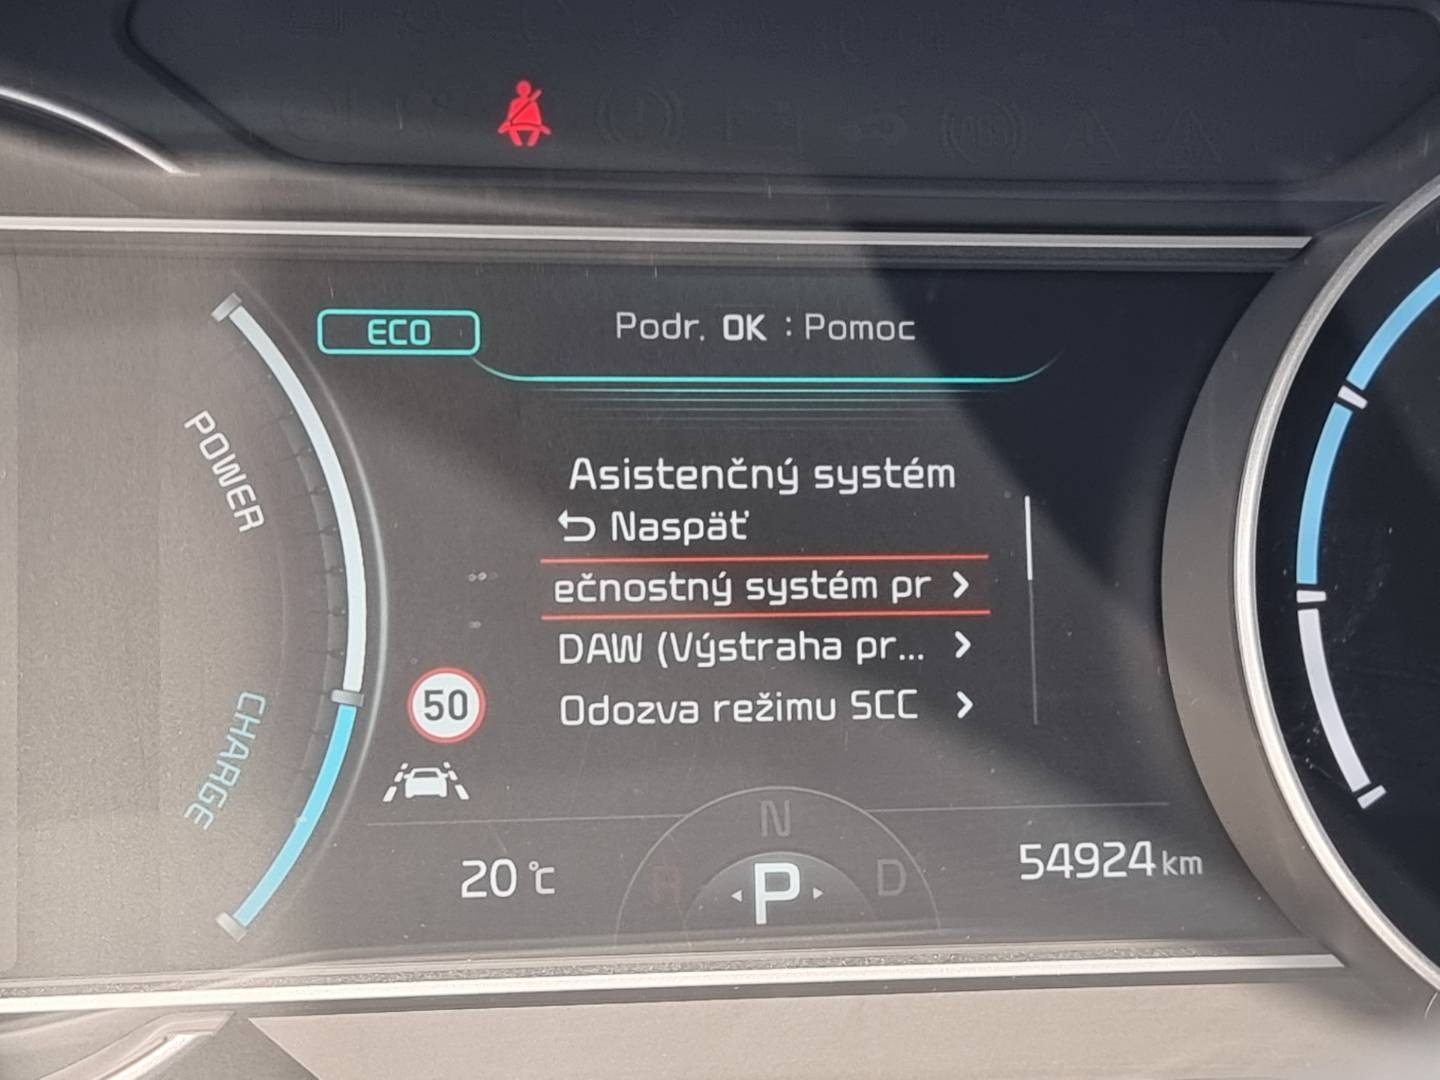 ECO
Podr. OK : Pomoc
POWER
Asistenčný systém
Naspäť
ečnostný systém pr
DAW (Výstraha pr...
50
Odozva režimu SCC
CHARGE
N
20 °C
R
P
D
54924 km